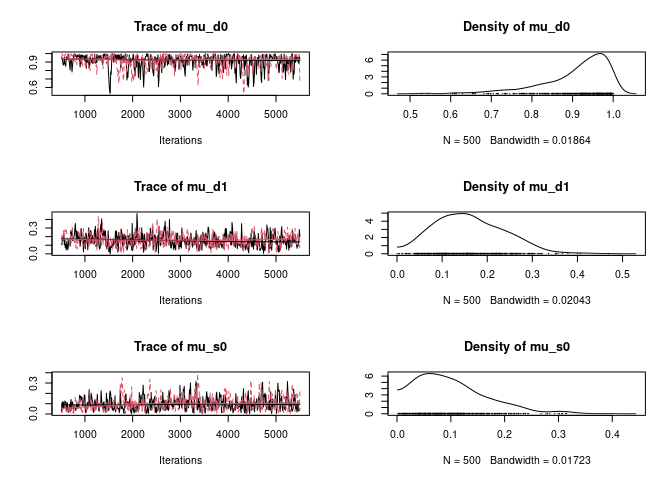 Trace of mu_d0
0.6 0.9
1000 2000 3000 4000 5000
Iterations
Density of mu_d0
0 3 6
0.5 0.6 0.7 0.8 0.9 1.0
N = 500 Bandwidth = 0.01864
Trace of mu_d1
0.0 0.3
1000 2000 3000 4000 5000
Iterations
Density of mu_d1
0 2 4
0.0 0.1 0.2 0.3 0.4 0.5
N = 500 Bandwidth = 0.02043
Trace of mu_s0
0.0 0.3
1000 2000 3000 4000 5000
Iterations
Density of mu_s0
0 3 6
0.0 0.1 0.2 0.3 0.4
N = 500 Bandwidth = 0.01723